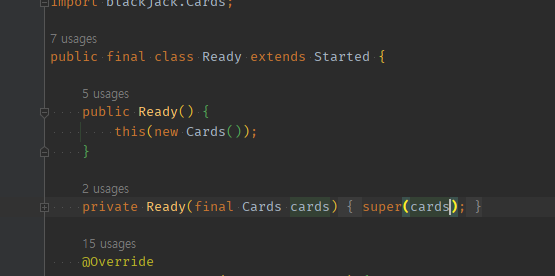 import blackjack.Cards;
7 usages
public final class Ready extends Started {
5 usages
public Ready() {
this(new Cards());
}
2 usages
private Ready(final Cards cards) { super(cards); }
15 usages
@Override